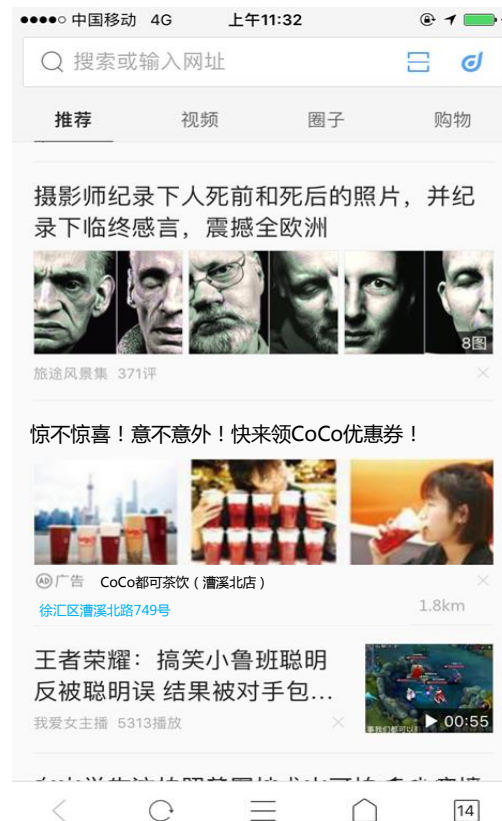 中国移动 4G 上午11:32
搜索或输入网址
推荐 视频 圈子 购物
摄影师纪录下人死前和死后的照片，并纪
录下临终感言，震撼全欧洲
8图
旅途风景集 371评
惊不惊喜！意不意外！快来领CoCo优惠券！
AD 广告 CoCo都可茶饮（漕溪北店）
徐汇区漕溪北路749号 1.8km
王者荣耀：搞笑小鲁班聪明
反被聪明误 结果被对手包...
00:55
我爱女主播 5313播放
14